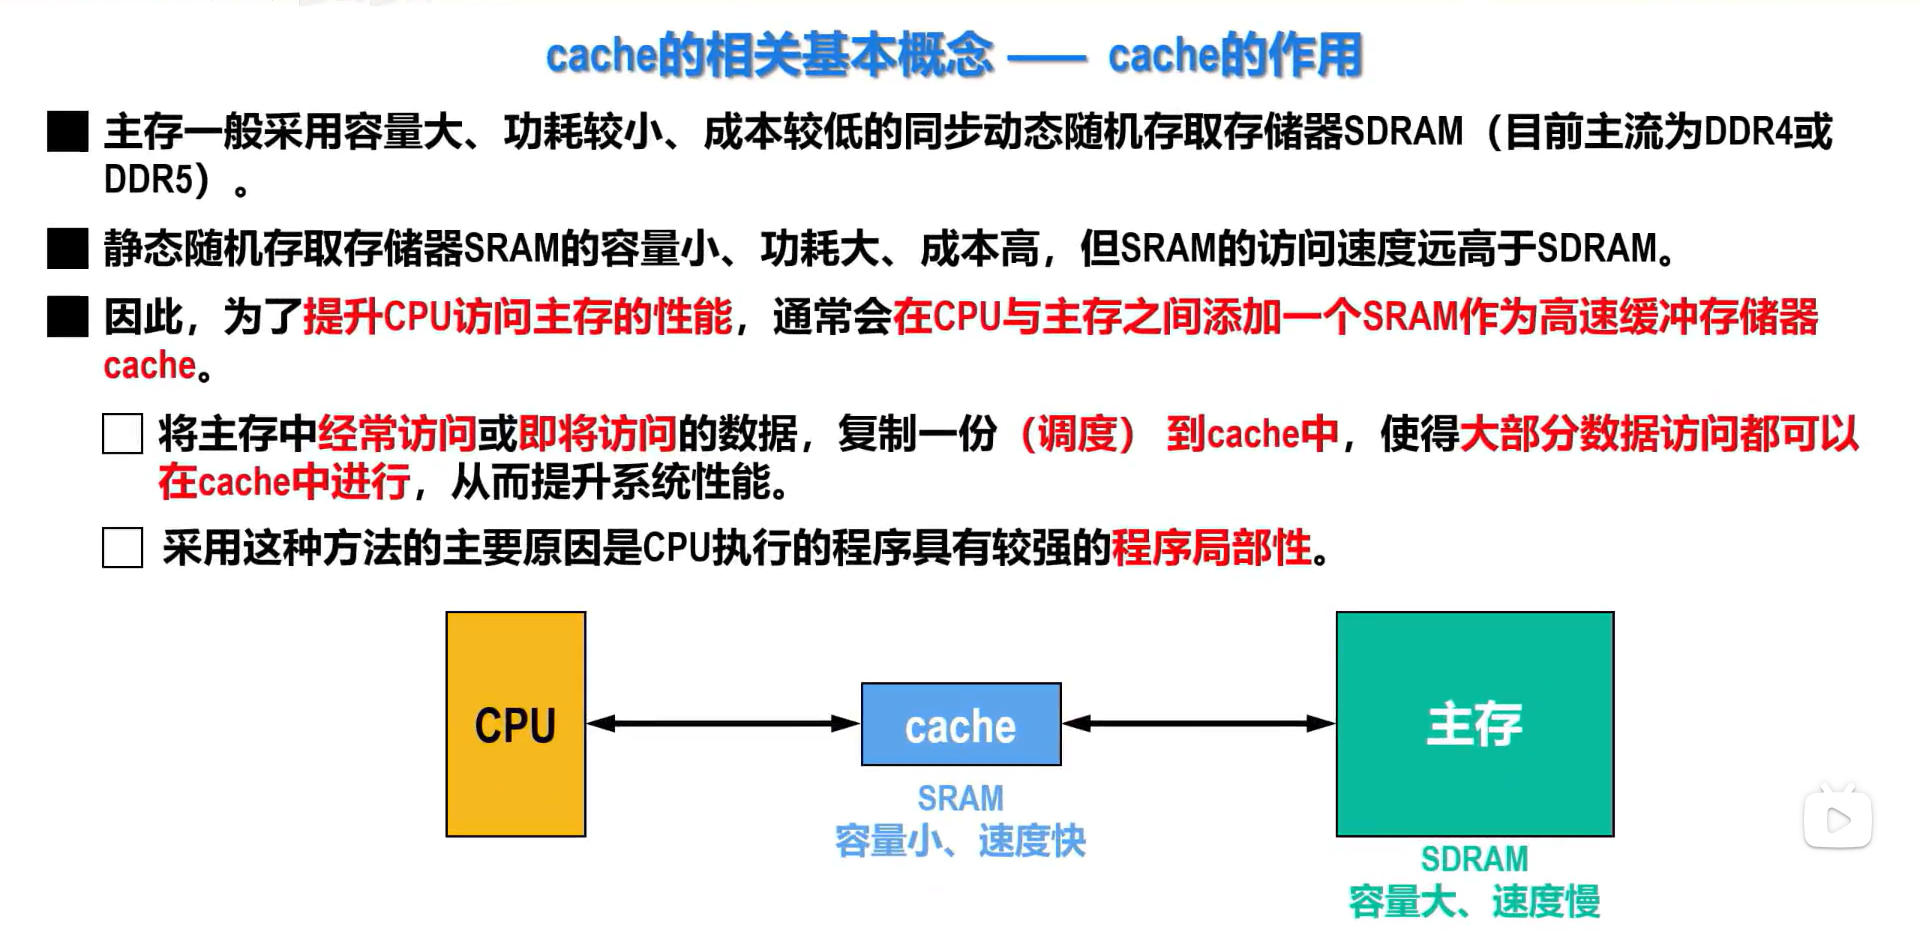 cache的相关基本概念 —— cache的作用
主存一般采用容量大、功耗较小、成本较低的同步动态随机存取存储器SDRAM（目前主流为DDR4或
DDR5）。
静态随机存取存储器SRAM的容量小、功耗大、成本高，但SRAM的访问速度远高于SDRAM。
因此，为了提升CPU访问主存的性能，通常会在CPU与主存之间添加一个SRAM作为高速缓冲存储器
cache。
将主存中经常访问或即将访问的数据，复制一份（调度） 到cache中，使得大部分数据访问都可以
在cache中进行，从而提升系统性能。
采用这种方法的主要原因是CPU执行的程序具有较强的程序局部性。
CPU
cache
主存
SRAM
容量小、速度快
SDRAM
容量大、速度慢